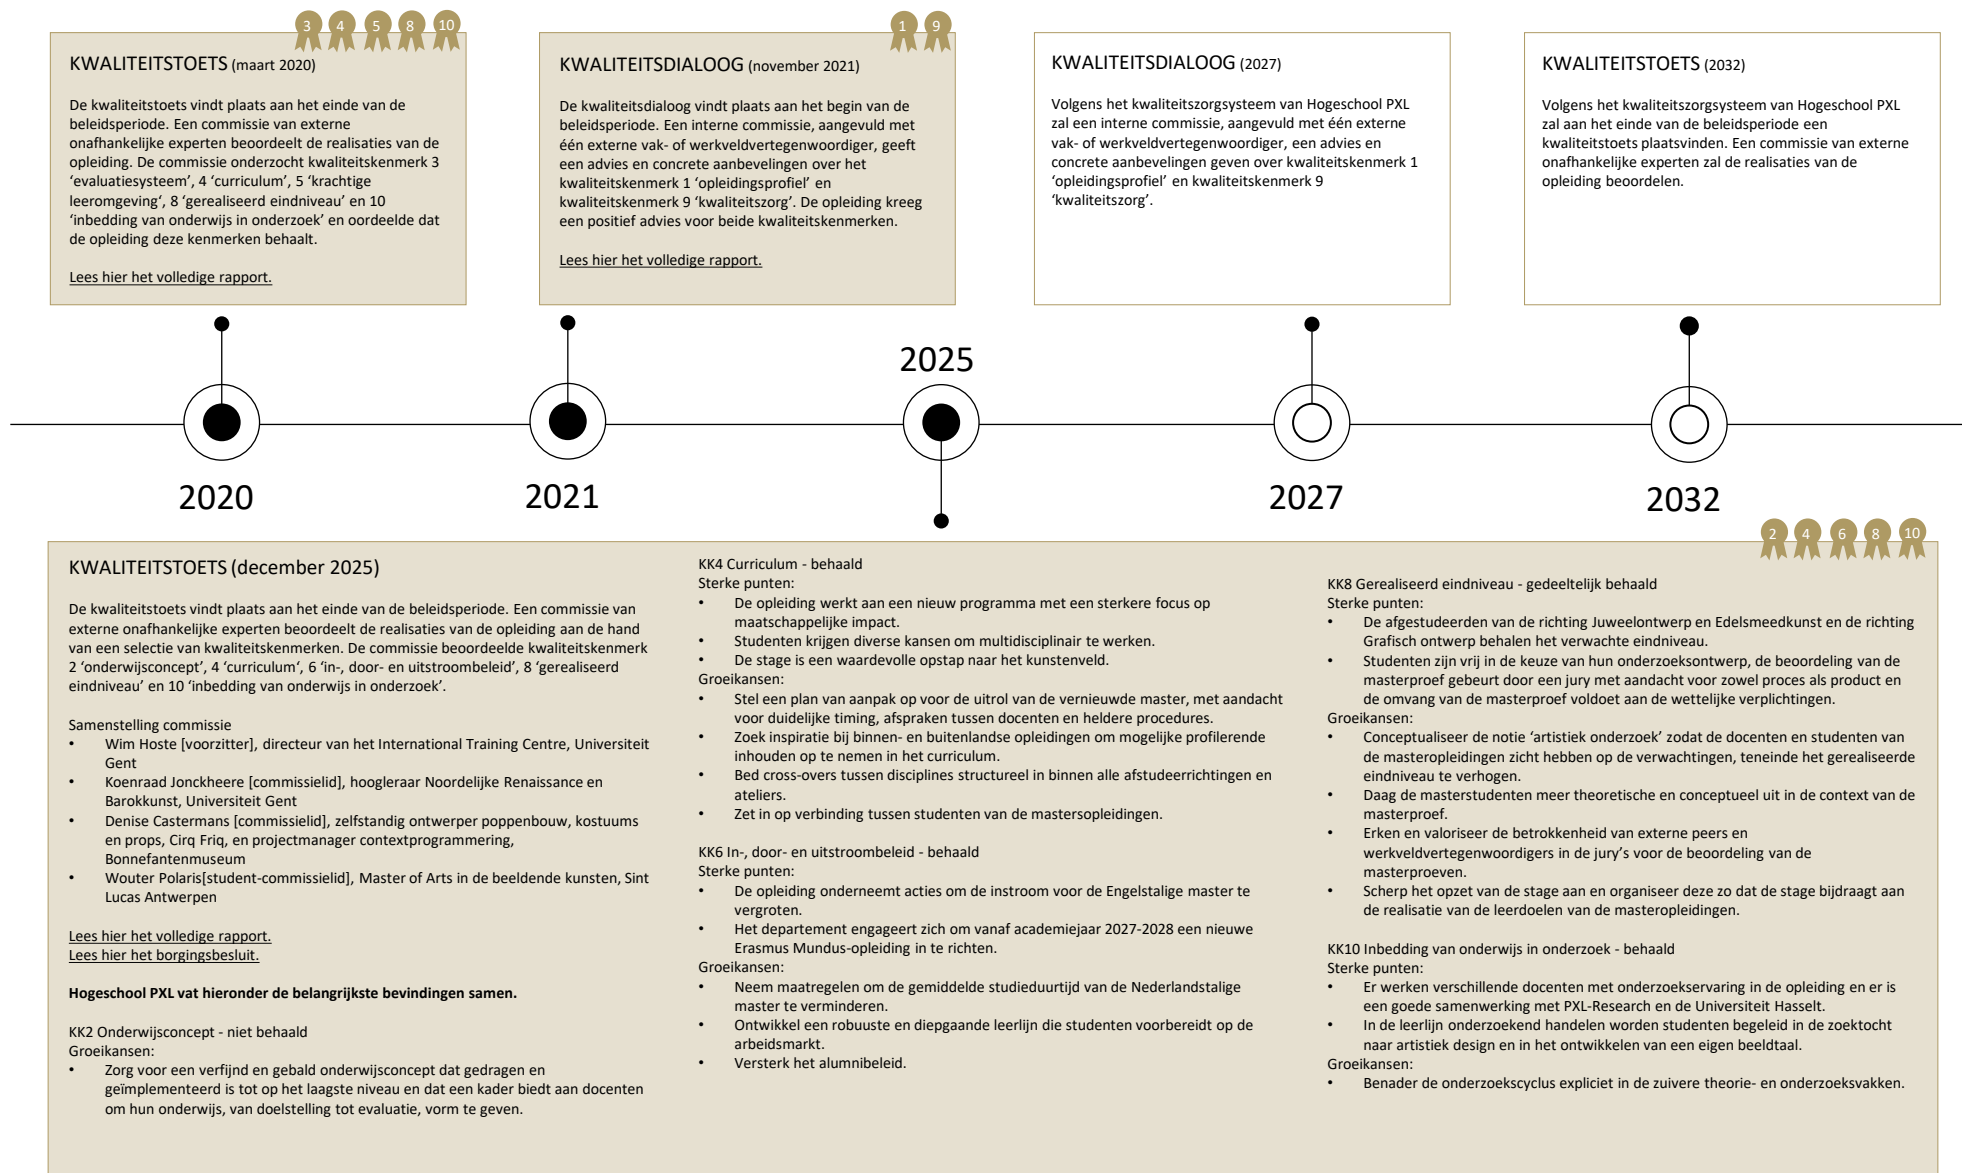 3 4 5 8 10
KWALITEITSTOETS (maart 2020)
De kwaliteitstoets vindt plaats aan het einde van de
beleidsperiode. Een commissie van externe
onafhankelijke experten beoordeelt de realisaties van de
opleiding. De commissie onderzocht kwaliteitskenmerk 3
‘evaluatiesysteem’, 4 ‘curriculum’, 5 ‘krachtige
leeromgeving‘, 8 ‘gerealiseerd eindniveau’ en 10
‘inbedding van onderwijs in onderzoek’ en oordeelde dat
de opleiding deze kenmerken behaalt.
Lees hier het volledige rapport.
1 9
KWALITEITSDIALOOG (november 2021)
De kwaliteitsdialoog vindt plaats aan het begin van de
beleidsperiode. Een interne commissie, aangevuld met
één externe vak- of werkveldvertegenwoordiger, geeft
een advies en concrete aanbevelingen over het
kwaliteitskenmerk 1 ‘opleidingsprofiel’ en
kwaliteitskenmerk 9 ‘kwaliteitszorg’. De opleiding kreeg
een positief advies voor beide kwaliteitskenmerken.
Lees hier het volledige rapport.
KWALITEITSDIALOOG (2027)
Volgens het kwaliteitszorgsysteem van Hogeschool PXL
zal een interne commissie, aangevuld met één externe
vak- of werkveldvertegenwoordiger, een advies en
concrete aanbevelingen geven over kwaliteitskenmerk 1
‘opleidingsprofiel’ en kwaliteitskenmerk 9
‘kwaliteitszorg’.
KWALITEITSTOETS (2032)
Volgens het kwaliteitszorgsysteem van Hogeschool PXL
zal aan het einde van de beleidsperiode een
kwaliteitstoets plaatsvinden. Een commissie van externe
onafhankelijke experten zal de realisaties van de
opleiding beoordelen.
2020
2021
2025
2027
2032
2 4 6 8 10
KWALITEITSTOETS (december 2025)
De kwaliteitstoets vindt plaats aan het einde van de beleidsperiode. Een commissie van
externe onafhankelijke experten beoordeelt de realisaties van de opleiding aan de hand
van een selectie van kwaliteitskenmerken. De commissie beoordeelde kwaliteitskenmerk
2 ‘onderwijsconcept’, 4 ‘curriculum‘, 6 ‘in-, door- en uitstroombeleid’, 8 ‘gerealiseerd
eindniveau’ en 10 ‘inbedding van onderwijs in onderzoek’.
Samenstelling commissie
• Wim Hoste [voorzitter], directeur van het International Training Centre, Universiteit
Gent
• Koenraad Jonckheere [commissielid], hoogleraar Noordelijke Renaissance en
Barokkunst, Universiteit Gent
• Denise Castermans [commissielid], zelfstandig ontwerper poppenbouw, kostuums
en props, Cirq Friq, en projectmanager contextprogrammering,
Bonnefantenmuseum
• Wouter Polaris[student-commissielid], Master of Arts in de beeldende kunsten, Sint
Lucas Antwerpen
Lees hier het volledige rapport.
Lees hier het borgingsbesluit.
Hogeschool PXL vat hieronder de belangrijkste bevindingen samen.
KK2 Onderwijsconcept - niet behaald
Groeikansen:
• Zorg voor een verfijnd en gebald onderwijsconcept dat gedragen en
geïmplementeerd is tot op het laagste niveau en dat een kader biedt aan docenten
om hun onderwijs, van doelstelling tot evaluatie, vorm te geven.
KK4 Curriculum - behaald
Sterke punten:
• De opleiding werkt aan een nieuw programma met een sterkere focus op
maatschappelijke impact.
• Studenten krijgen diverse kansen om multidisciplinair te werken.
• De stage is een waardevolle opstap naar het kunstenveld.
Groeikansen:
• Stel een plan van aanpak op voor de uitrol van de vernieuwde master, met aandacht
voor duidelijke timing, afspraken tussen docenten en heldere procedures.
• Zoek inspiratie bij binnen- en buitenlandse opleidingen om mogelijke profilerende
inhouden op te nemen in het curriculum.
• Bed cross-overs tussen disciplines structureel in binnen alle afstudeerrichtingen en
ateliers.
• Zet in op verbinding tussen studenten van de mastersopleidingen.
KK6 In-, door- en uitstroombeleid - behaald
Sterke punten:
• De opleiding onderneemt acties om de instroom voor de Engelstalige master te
vergroten.
• Het departement engageert zich om vanaf academiejaar 2027-2028 een nieuwe
Erasmus Mundus-opleiding in te richten.
Groeikansen:
• Neem maatregelen om de gemiddelde studieduurtijd van de Nederlandstalige
master te verminderen.
• Ontwikkel een robuuste en diepgaande leerlijn die studenten voorbereidt op de
arbeidsmarkt.
• Versterk het alumnibeleid.
KK8 Gerealiseerd eindniveau - gedeeltelijk behaald
Sterke punten:
• De afgestudeerden van de richting Juweelontwerp en Edelsmeedkunst en de richting
Grafisch ontwerp behalen het verwachte eindniveau.
• Studenten zijn vrij in de keuze van hun onderzoeksontwerp, de beoordeling van de
masterproef gebeurt door een jury met aandacht voor zowel proces als product en
de omvang van de masterproef voldoet aan de wettelijke verplichtingen.
Groeikansen:
• Conceptualiseer de notie ‘artistiek onderzoek’ zodat de docenten en studenten van
de masteropleidingen zicht hebben op de verwachtingen, teneinde het gerealiseerde
eindniveau te verhogen.
• Daag de masterstudenten meer theoretische en conceptueel uit in de context van de
masterproef.
• Erken en valoriseer de betrokkenheid van externe peers en
werkveldvertegenwoordigers in de jury’s voor de beoordeling van de
masterproeven.
• Scherp het opzet van de stage aan en organiseer deze zo dat de stage bijdraagt aan
de realisatie van de leerdoelen van de masteropleidingen.
KK10 Inbedding van onderwijs in onderzoek - behaald
Sterke punten:
• Er werken verschillende docenten met onderzoekservaring in de opleiding en er is
een goede samenwerking met PXL-Research en de Universiteit Hasselt.
• In de leerlijn onderzoekend handelen worden studenten begeleid in de zoektocht
naar artistiek design en in het ontwikkelen van een eigen beeldtaal.
Groeikansen:
• Benader de onderzoekscyclus expliciet in de zuivere theorie- en onderzoeksvakken.